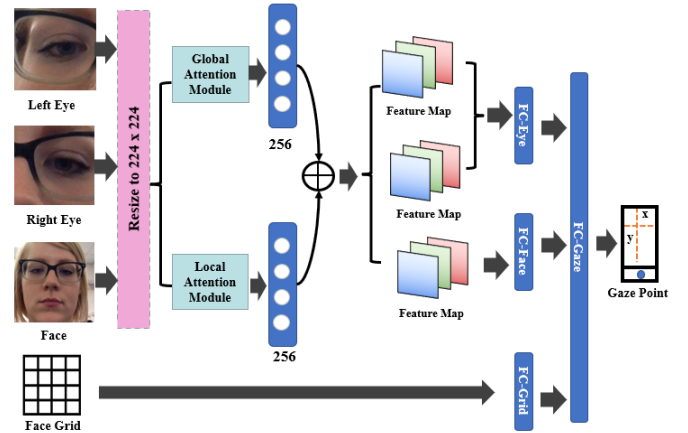 Left Eye
Right Eye
Face
Face Grid
Resize to 224 x 224
Global
Attention
Module
256
Local
Attention
Module
256
Feature Map
Feature Map
Feature Map
FC-Eye
FC-Face
FC-Grid
FC-Gaze
x
y
Gaze Point